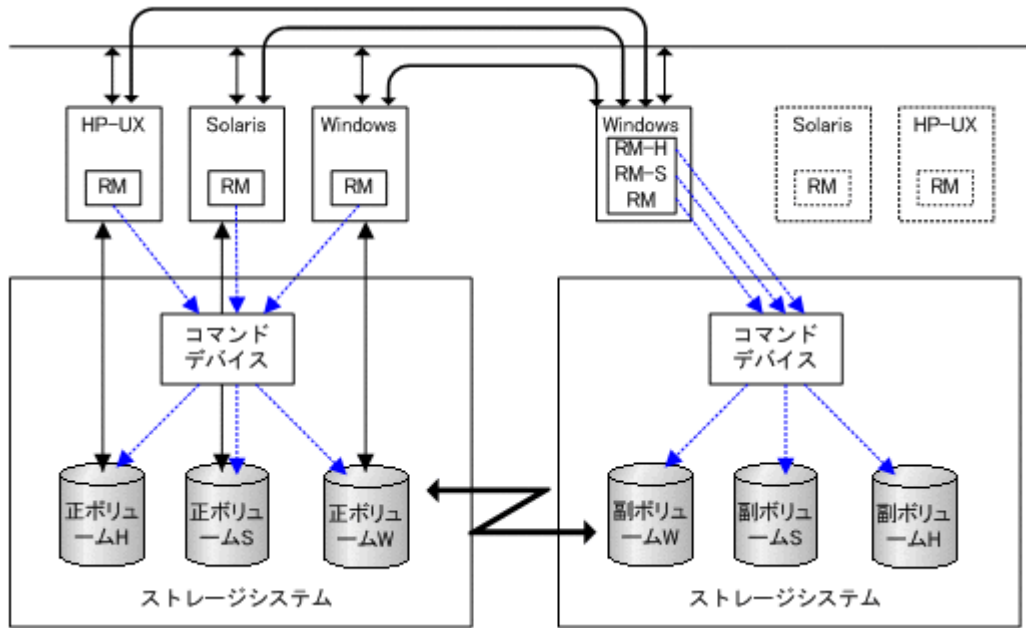 HP-UX
RM
Solaris
RM
Windows
RM
Windows
RM-H
RM-S
RM
Solaris
RM
HP-UX
RM
コマンド
デバイス
正ボリュ
ームH
正ボリュ
ームS
正ボリュ
ームW
ストレージシステム
コマンド
デバイス
副ボリュ
ームW
副ボリュ
ームS
副ボリュ
ームH
ストレージシステム